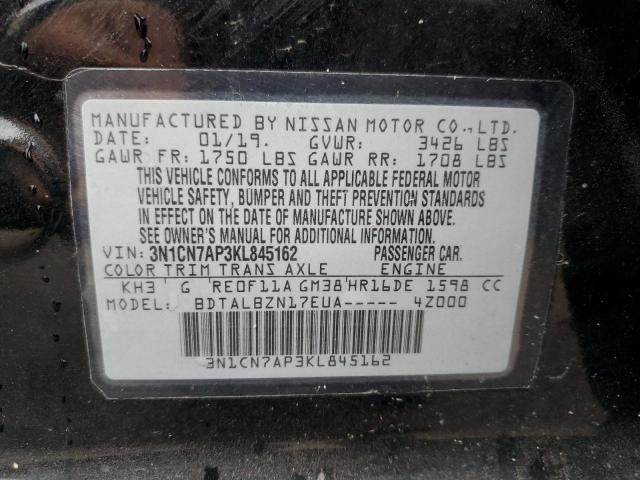 MANUFACTURED BY NISSAN MOTOR CO.,LTD.
DATE: 01/19. GVWR: 3426 LBS
GAWR FR: 1750 LBS GAWR RR: 1708 LBS
THIS VEHICLE CONFORMS TO ALL APPLICABLE FEDERAL MOTOR
VEHICLE SAFETY, BUMPER AND THEFT PREVENTION STANDARDS
IN EFFECT ON THE DATE OF MANUFACTURE SHOWN ABOVE.
SEE OWNER'S MANUAL FOR ADDITIONAL INFORMATION.
VIN: 3N1CN7AP3KL845162 PASSENGER CAR.
COLOR TRIM TRANS AXLE ENGINE
KH3' G 'RE0F11A GM38'HR16DE 1598 CC
MODEL: BDTALBZN17EUA----- 4Z000
3N1CN7AP3KL845162